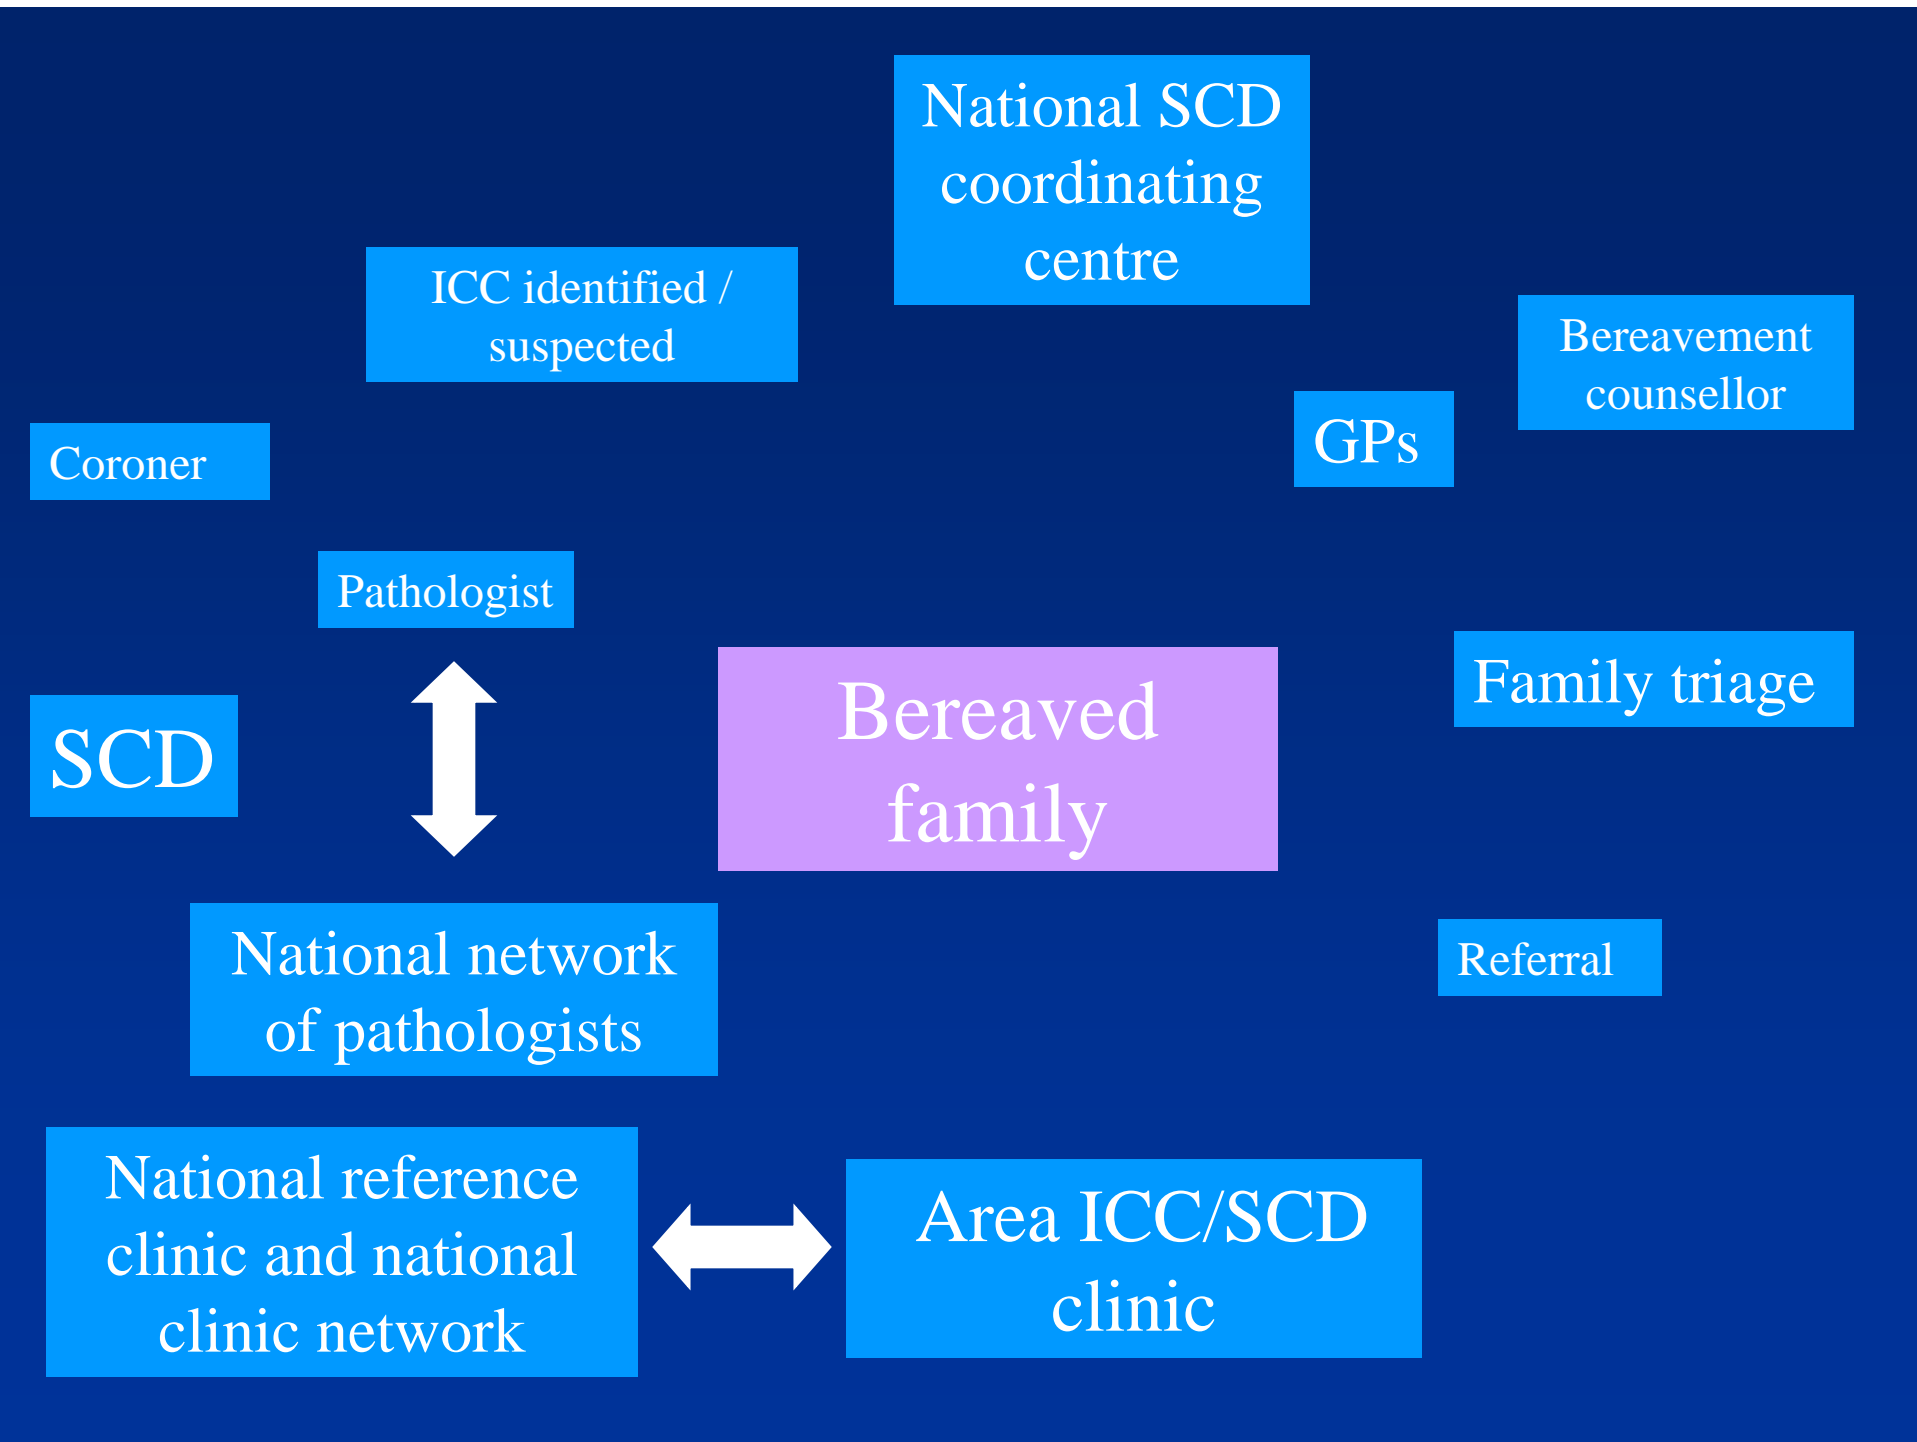 National SCD
coordinating
centre
ICC identified /
suspected
Bereavement
counsellor
GPs
Coroner
Pathologist
Family triage
SCD
Bereaved
family
National network
of pathologists
Referral
National reference
clinic and national
clinic network
Area ICC/SCD
clinic